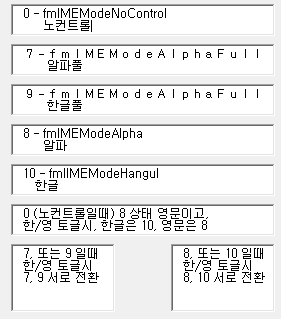 0 - fmIMEModeNoControl
노컨트롤
７－ｆｍＩＭＥＭｏｄｅＡｌｐｈａＦｕｌｌ
알파풀
９－ｆｍＩＭＥＭｏｄｅＡｌｐｈａＦｕｌｌ
한글풀
8 - fmIMEModeAlpha
알파
10 - fmIIMEModeHangul
한글
0 (노컨트롤일때) 8 상태 영문이고,
한/영 토글시, 한글은 10, 영문은 8
7, 또는 9 일때
한/영 토글시
7, 9 서로 전환
8, 또는 10 일때
한/영 토글시
8, 10 서로 전환